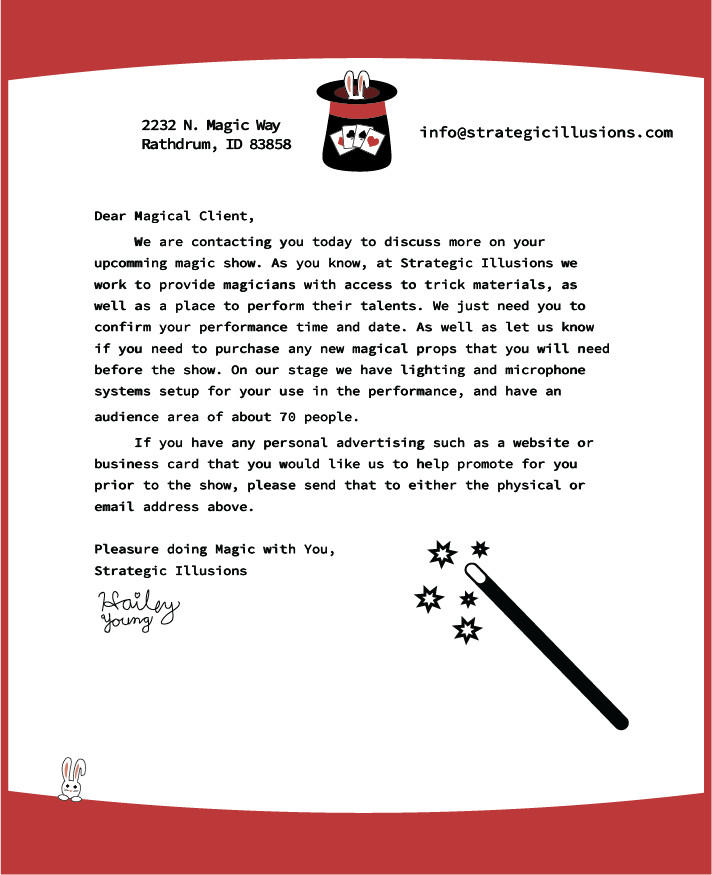 2232 N. Magic Way
Rathdrum, ID 83858
info@strategicillusions.com
Dear Magical Client,
We are contacting you today to discuss more on your
upcomming magic show. As you know, at Strategic Illusions we
work to provide magicians with access to trick materials, as
well as a place to perform their talents. We just need you to
confirm your performance time and date. As well as let us know
if you need to purchase any new magical props that you will need
before the show. On our stage we have lighting and microphone
systems setup for your use in the performance, and have an
audience area of about 70 people.
If you have any personal advertising such as a website or
business card that you would like us to help promote for you
prior to the show, please send that to either the physical or
email address above.
Pleasure doing Magic with You,
Strategic Illusions
Hailey
Young